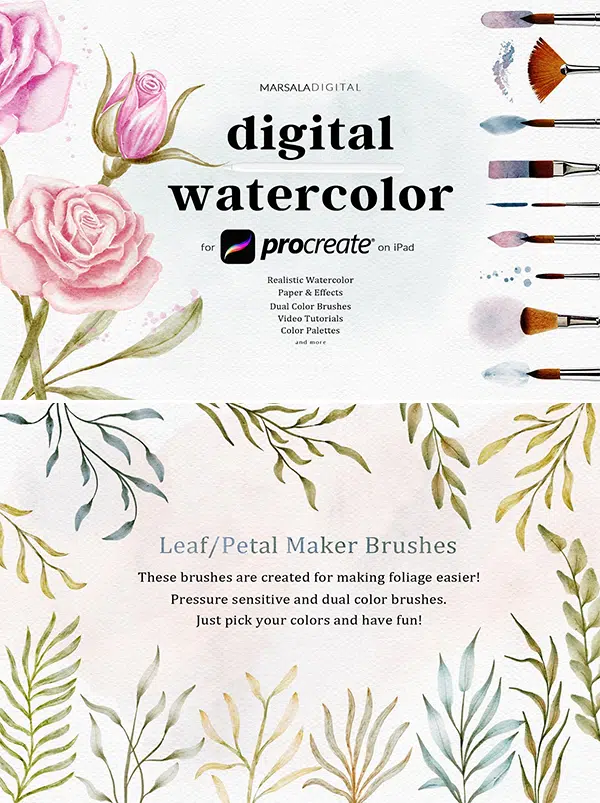 MARSALADIGITAL
digital
watercolor
for procreate® on iPad
Realistic Watercolor
Paper & Effects
Dual Color Brushes
Video Tutorials
Color Palettes
and more
Leaf/Petal Maker Brushes
These brushes are created for making foliage easier!
Pressure sensitive and dual color brushes.
Just pick your colors and have fun!